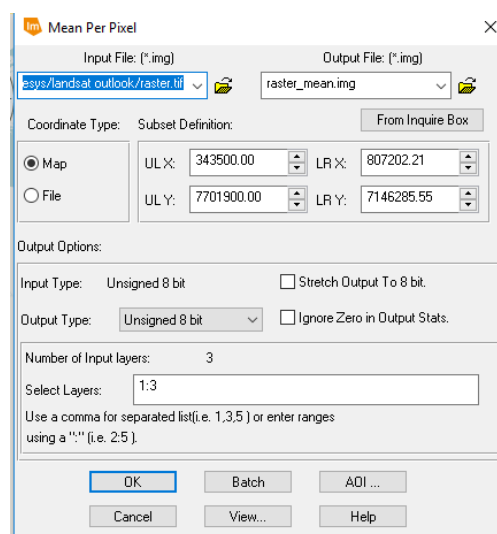 Im Mean Per Pixel
Input File: (*.img) Output File: (*.img)
esys/landsat outlook/raster.tif raster_mean.img
Coordinate Type: Subset Definition: From Inquire Box
Map UL X: 343500.00 LR X: 807202.21
File UL Y: 7701900.00 LR Y: 7146285.55
Output Options:
Input Type: Unsigned 8 bit Stretch Output To 8 bit.
Output Type: Unsigned 8 bit Ignore Zero in Output Stats.
Number of Input layers: 3
Select Layers: 1:3
Use a comma for separated list(i.e. 1,3,5 ) or enter ranges
using a ":" (i.e. 2:5 ).
OK Batch AOI ...
Cancel View... Help